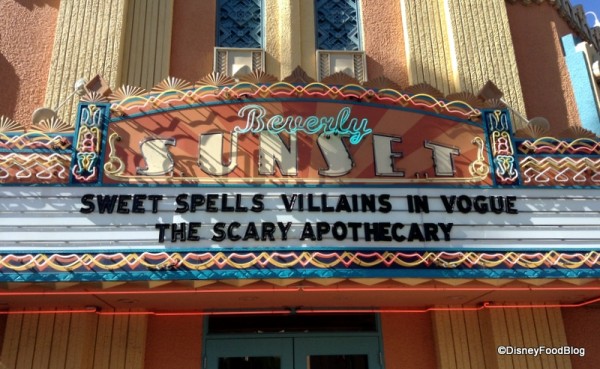 Beverly
SUNSET
SWEET SPELLS VILLAINS IN VOGUE
THE SCARY APOTHECARY
©DisneyFoodBlog